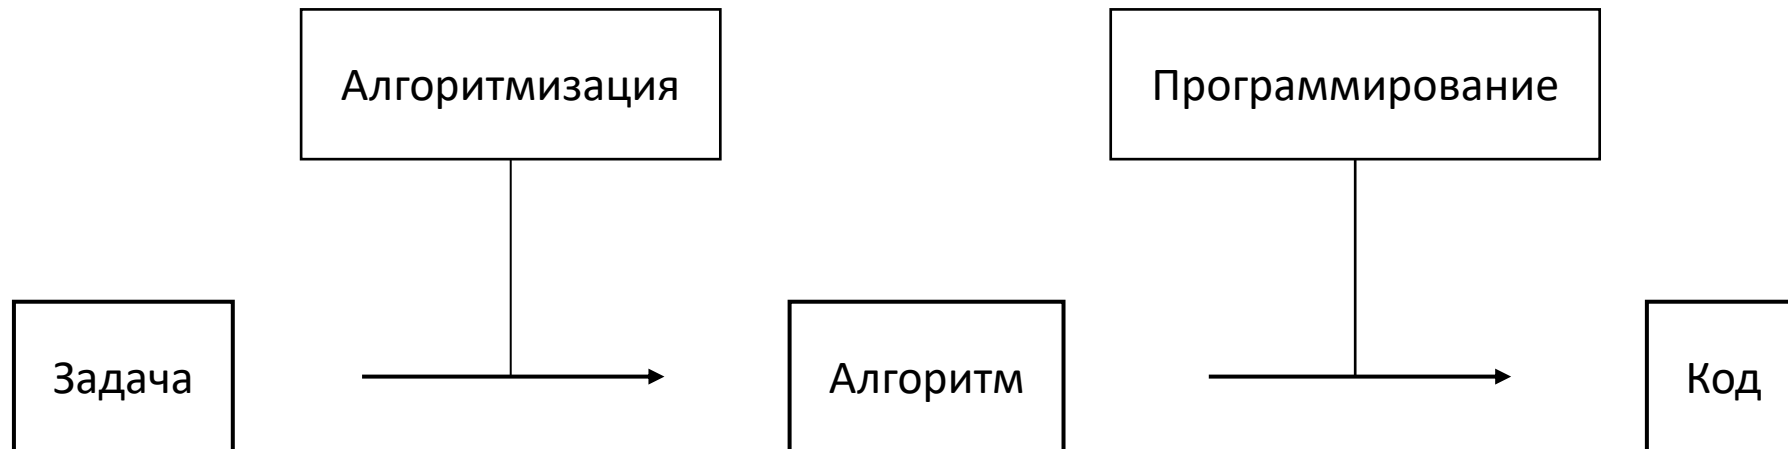 Алгоритмизация
Программирование
Задача
Алгоритм
Код